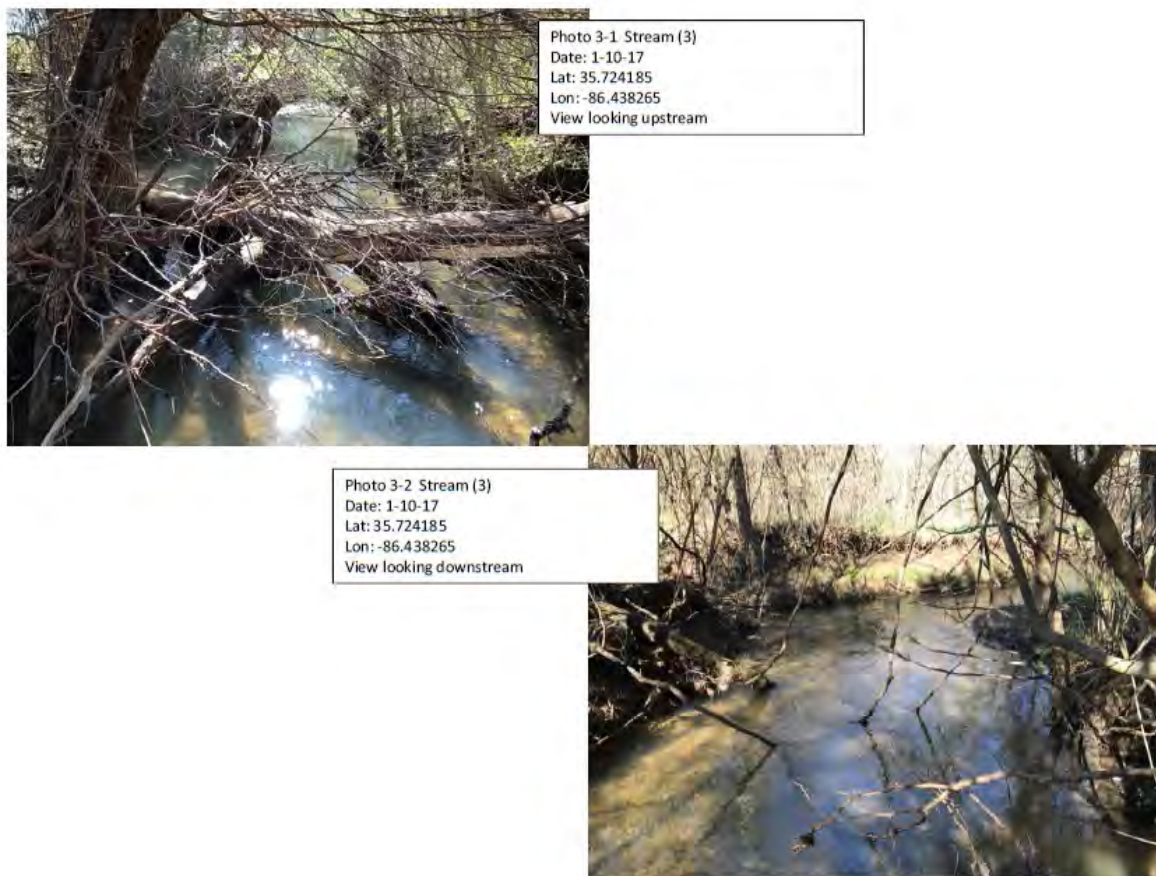 Photo 3-1 Stream (3)
Date: 1-10-17
Lat: 35.724185
Lon: -86.438265
View looking upstream
Photo 3-2 Stream (3)
Date: 1-10-17
Lat: 35.724185
Lon: -86.438265
View looking downstream